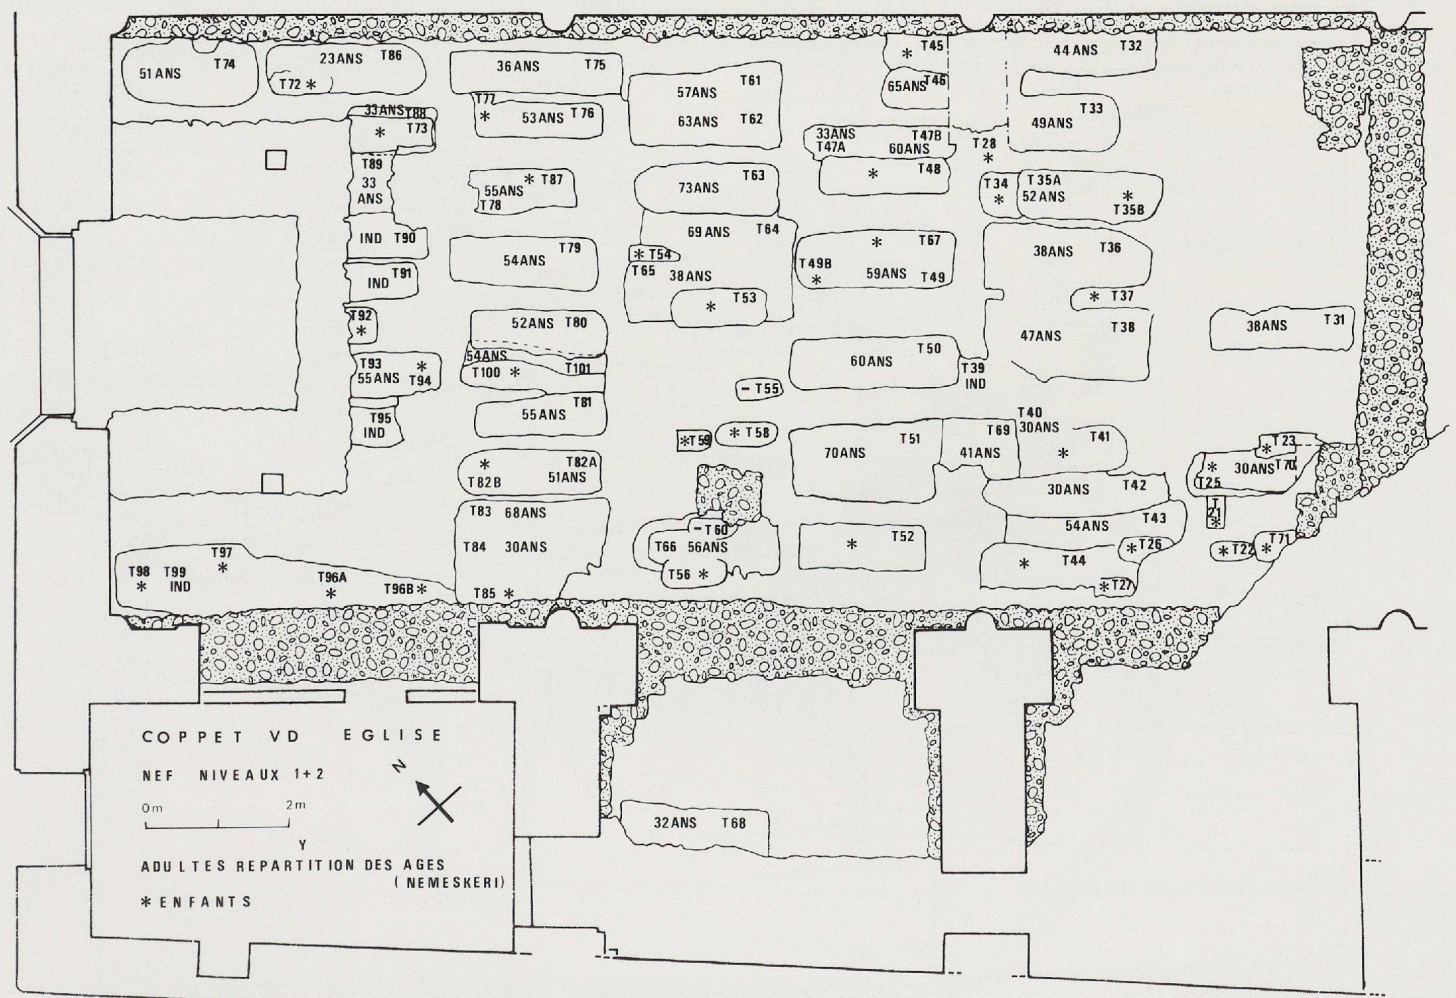 51 ANS T74
23 ANS T86
T72 *
36 ANS T75
T77 *
53 ANS T76
33 ANS T88
* T73
T89
33
ANS
IND T90
IND T91
T92
*
T93 *
55 ANS T94
T95
IND
* T87
55 ANS
T78
54 ANS T79
52 ANS T80
54 ANS
T100 * T101
55 ANS T81
* T82A
T82B 51 ANS
T83 68 ANS
T84 30 ANS
T85 *
T97
*
T98 T99
* IND
T96A
*
T96B *
57 ANS T61
63 ANS T62
73 ANS T63
69 ANS T64
* T54
T65 38 ANS
* T53
- T55
* T59
* T58
- T60
T66 56 ANS
T56 *
* T45
65 ANS T46
33 ANS T47B
T47A 60 ANS
* T48
* T67
T49B
* 59 ANS T49
60 ANS T50
70 ANS T51
* T52
44 ANS T32
49 ANS T33
T28
*
T34
*
T35A
52 ANS *
T35B
38 ANS T36
* T37
47 ANS T38
T39
IND
T40
30 ANS
T69
41 ANS
* T41
30 ANS T42
54 ANS T43
* T44
* T26
* T27
38 ANS T31
T23
*
* 30 ANS T70
T25
T
21
*
* T22
T71
*
32 ANS T68
COPPET VD EGLISE
NEF NIVEAUX 1+2
N
0m 2m
Y
ADULTES REPARTITION DES AGES
(NEMESKERI)
* ENFANTS